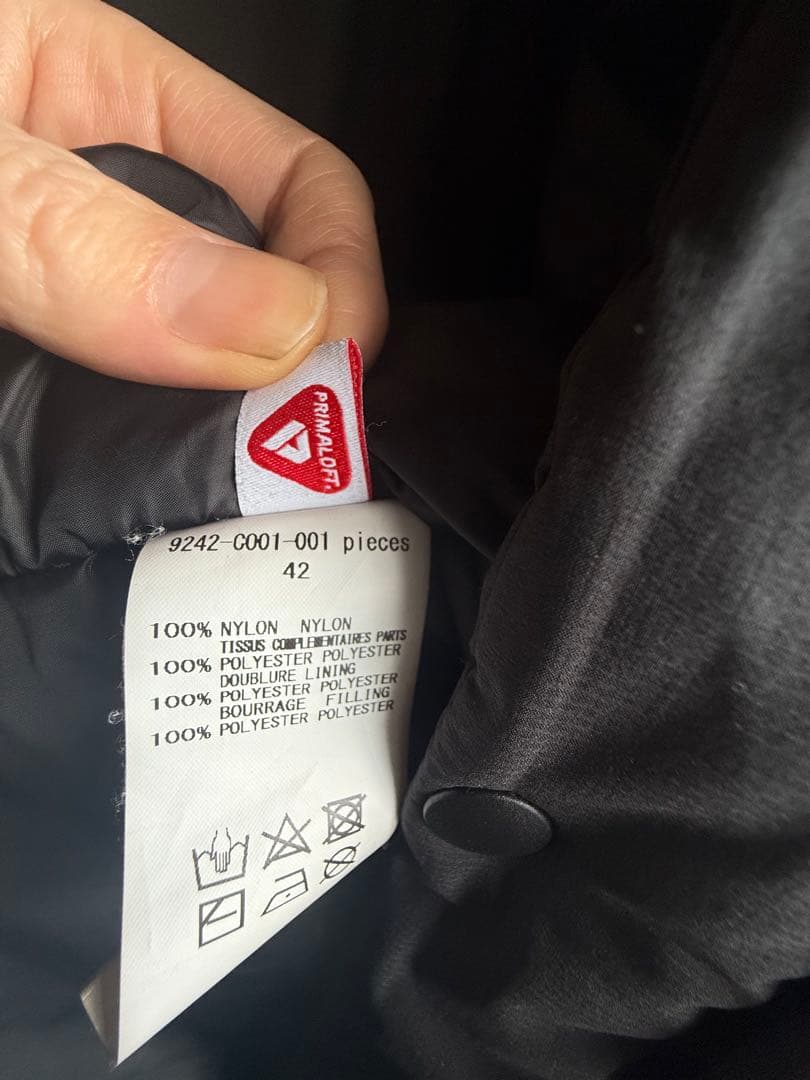 PRIMALOFT.
9242-C001-001 pieces
42
100% NYLON NYLON
TISSUS COMPLEMENTAIRES PARTS
100% POLYESTER POLYESTER
DOUBLURE LINING
100% POLYESTER POLYESTER
BOURRAGE FILLING
100% POLYESTER POLYESTER